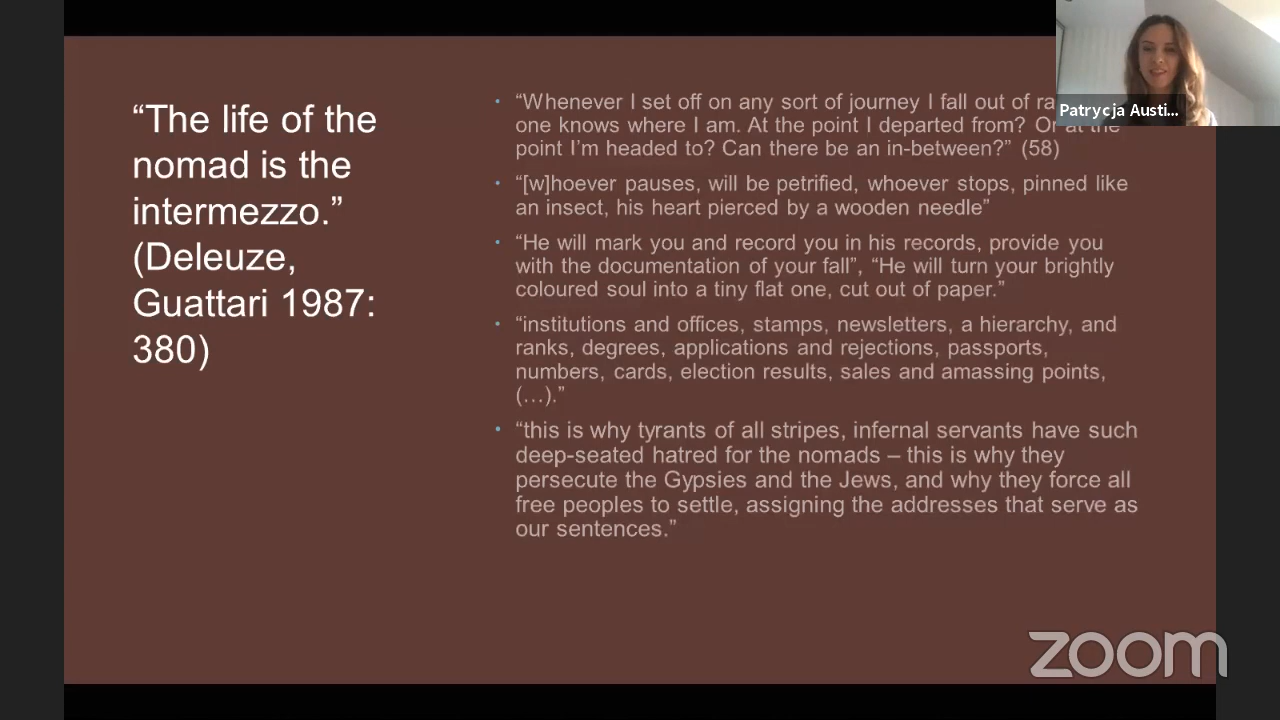 “The life of the
nomad is the
intermezzo.”
(Deleuze,
Guattari 1987:
380)
• “Whenever I set off on any sort of journey I fall out of
one knows where I am. At the point I departed from? Or at the
point I’m headed to? Can there be an in-between?” (58)
• “[w]hoever pauses, will be petrified, whoever stops, pinned like
an insect, his heart pierced by a wooden needle”
• “He will mark you and record you in his records, provide you
with the documentation of your fall”, “He will turn your brightly
coloured soul into a tiny flat one, cut out of paper.”
• “institutions and offices, stamps, newsletters, a hierarchy, and
ranks, degrees, applications and rejections, passports,
numbers, cards, election results, sales and amassing points,
(…).”
• “this is why tyrants of all stripes, infernal servants have such
deep-seated hatred for the nomads – this is why they
persecute the Gypsies and the Jews, and why they force all
free peoples to settle, assigning the addresses that serve as
our sentences.”
Patrycja Austi...
zoom